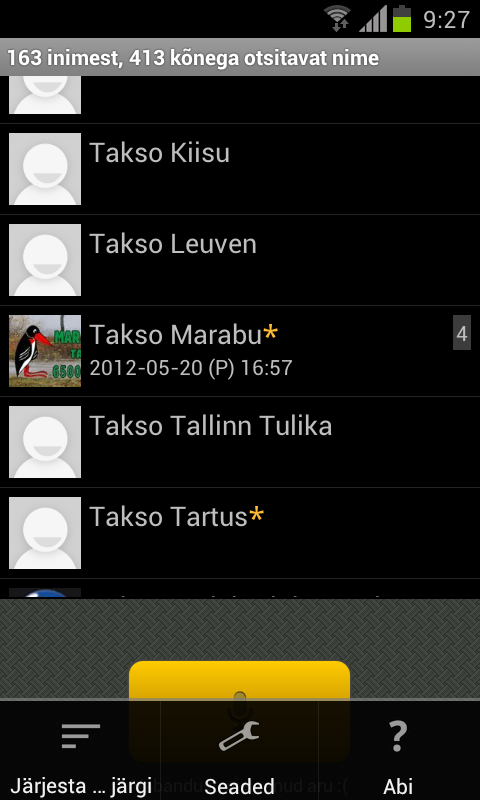 9:27
163 inimest, 413 kõnega otsitavat nime
Takso Kiisu
Takso Leuven
Takso Marabu*
4
2012-05-20 (P) 16:57
Takso Tallinn Tulika
Takso Tartus*
Järjesta ... järgi
Seaded
?
Abi